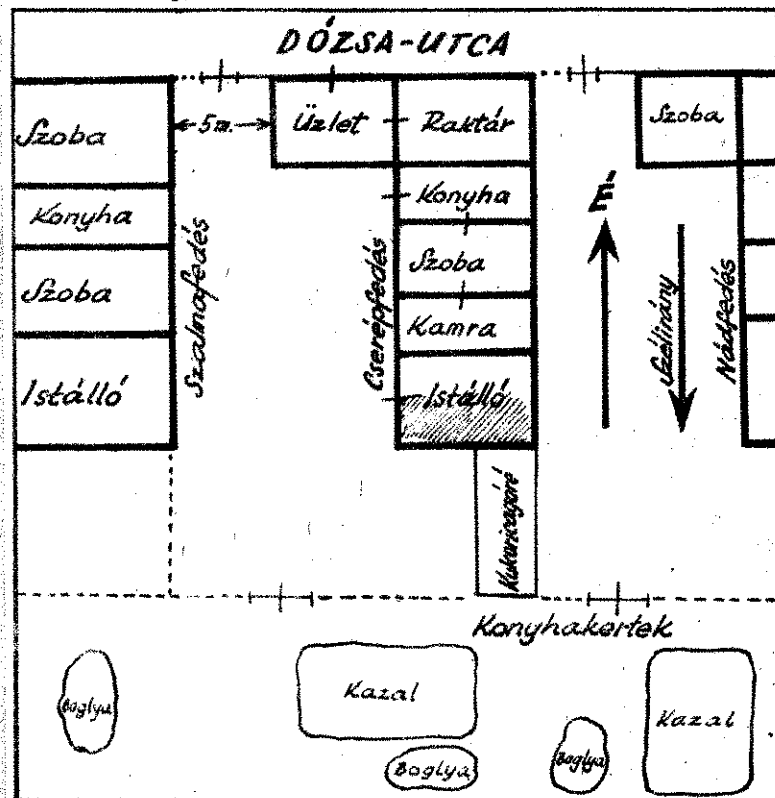 DÓZSA-UTCA
Szoba
5m.
Üzlet
Raktár
Szoba
Konyha
Szalmafedés
Konyha
É
Szoba
Cserépfedés
Szoba
Szélirány
Nádfedés
Kamra
Istálló
Istálló
Kukoricagóré
Konyhakertek
Boglya
Kazal
Boglya
Boglya
Kazal